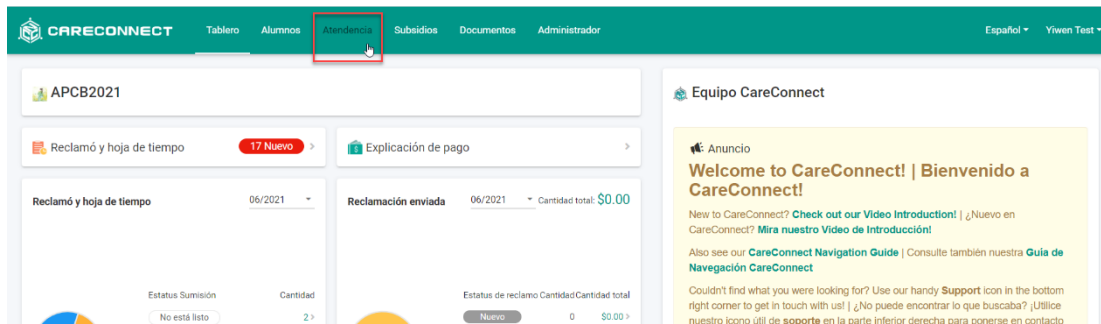 CARECONNECT Tablero Alumnos Atendencia Subsidios Documentos Administrador Español Yiwen Test
APCB2021
Reclamó y hoja de tiempo 17 Nuevo >
$ Explicación de pago >
Reclamó y hoja de tiempo 06/2021
Reclamación enviada 06/2021 Cantidad total: $0.00
Estatus Sumisión Cantidad
No está listo 2 >
Estatus de reclamo Cantidad Cantidad total
Nuevo 0 $0.00 >
Equipo CareConnect
Anuncio
Welcome to CareConnect! | Bienvenido a
CareConnect!
New to CareConnect? Check out our Video Introduction! | ¿Nuevo en
CareConnect? Mira nuestro Video de Introducción!
Also see our CareConnect Navigation Guide | Consulte también nuestra Guía de
Navegación CareConnect
Couldn't find what you were looking for? Use our handy Support icon in the bottom
right corner to get in touch with us! | ¿No puede encontrar lo que buscaba? ¡Utilice
nuestro icono útil de soporte en la parte inferior derecha para ponerse en contacto